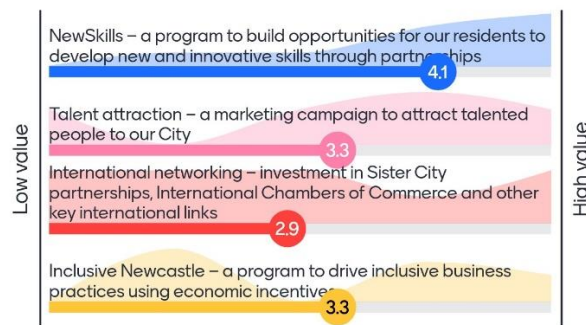 NewSkills – a program to build opportunities for our residents to
develop new and innovative skills through partnerships
4.1
Talent attraction – a marketing campaign to attract talented
people to our City
3.3
International networking – investment in Sister City
partnerships, International Chambers of Commerce and other
key international links
2.9
Inclusive Newcastle – a program to drive inclusive business
practices using economic incentives
3.3
Low value
High value